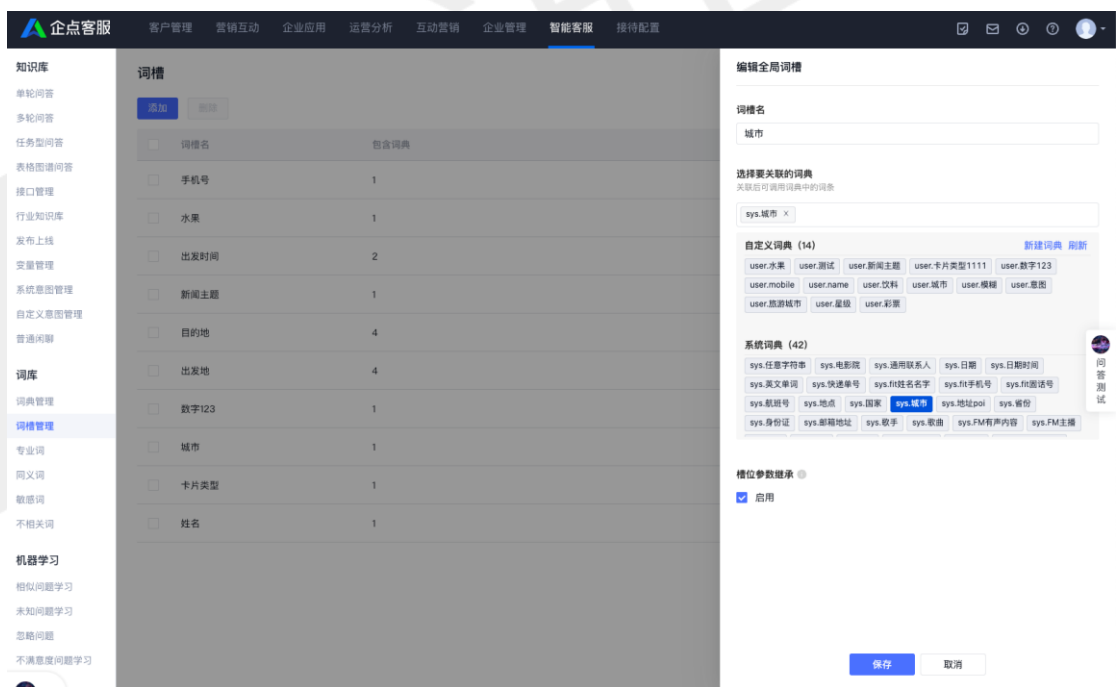 企点客服 客户管理 营销互动 企业应用 运营分析 互动营销 企业管理 智能客服 接待配置
知识库
单轮问答
多轮问答
任务型问答
表格图谱问答
接口管理
行业知识库
发布上线
变量管理
系统意图管理
自定义意图管理
普通闲聊
词库
词典管理
词槽管理
专业词
同义词
敏感词
不相关词
机器学习
相似问题学习
未知问题学习
忽略问题
不满意度问题学习
词槽
添加 删除
词槽名 包含词典
手机号 1
水果 1
出发时间 2
新闻主题 1
目的地 4
出发地 4
数字123 1
城市 1
卡片类型 1
姓名 1
编辑全局词槽
词槽名
城市
选择要关联的词典
关联后可调用词典中的词条
sys.城市 ×
自定义词典（14） 新建词典 刷新
user.水果 user.测试 user.新闻主题 user.卡片类型1111 user.数字123
user.mobile user.name user.饮料 user.城市 user.模糊 user.意图
user.旅游城市 user.星级 user.彩票
系统词典（42）
sys.任意字符串 sys.电影院 sys.通用联系人 sys.日期 sys.日期时间
sys.英文单词 sys.快递单号 sys.fit姓名名字 sys.fit手机号 sys.fit固话号
sys.航班号 sys.地点 sys.国家 sys.城市 sys.地址poi sys.省份
sys.身份证 sys.邮箱地址 sys.歌手 sys.歌曲 sys.FM有声内容 sys.FM主播
槽位参数继承
启用
保存 取消
问答测试